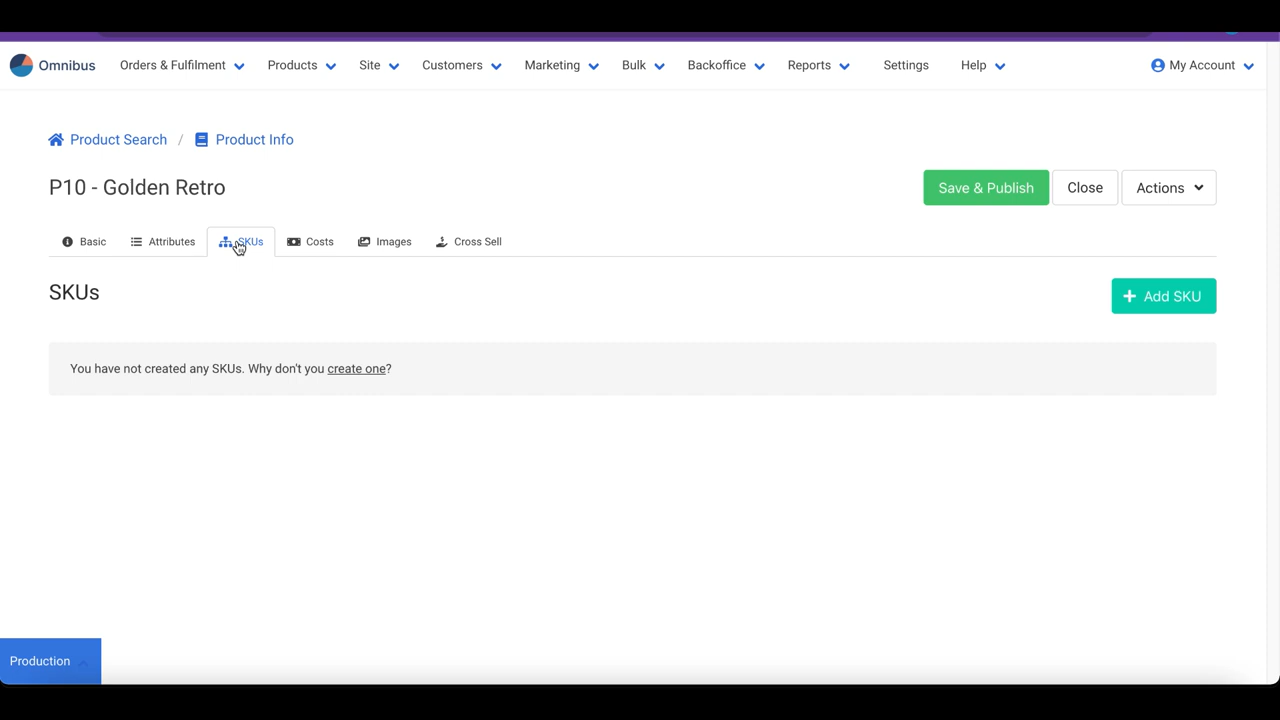 Omnibus Orders & Fulfilment Products Site Customers Marketing Bulk Backoffice Reports Settings Help My Account
Product Search / Product Info
P10 - Golden Retro Save & Publish Close Actions
Basic Attributes SKUs Costs Images Cross Sell
SKUs + Add SKU
You have not created any SKUs. Why don't you create one?
Production